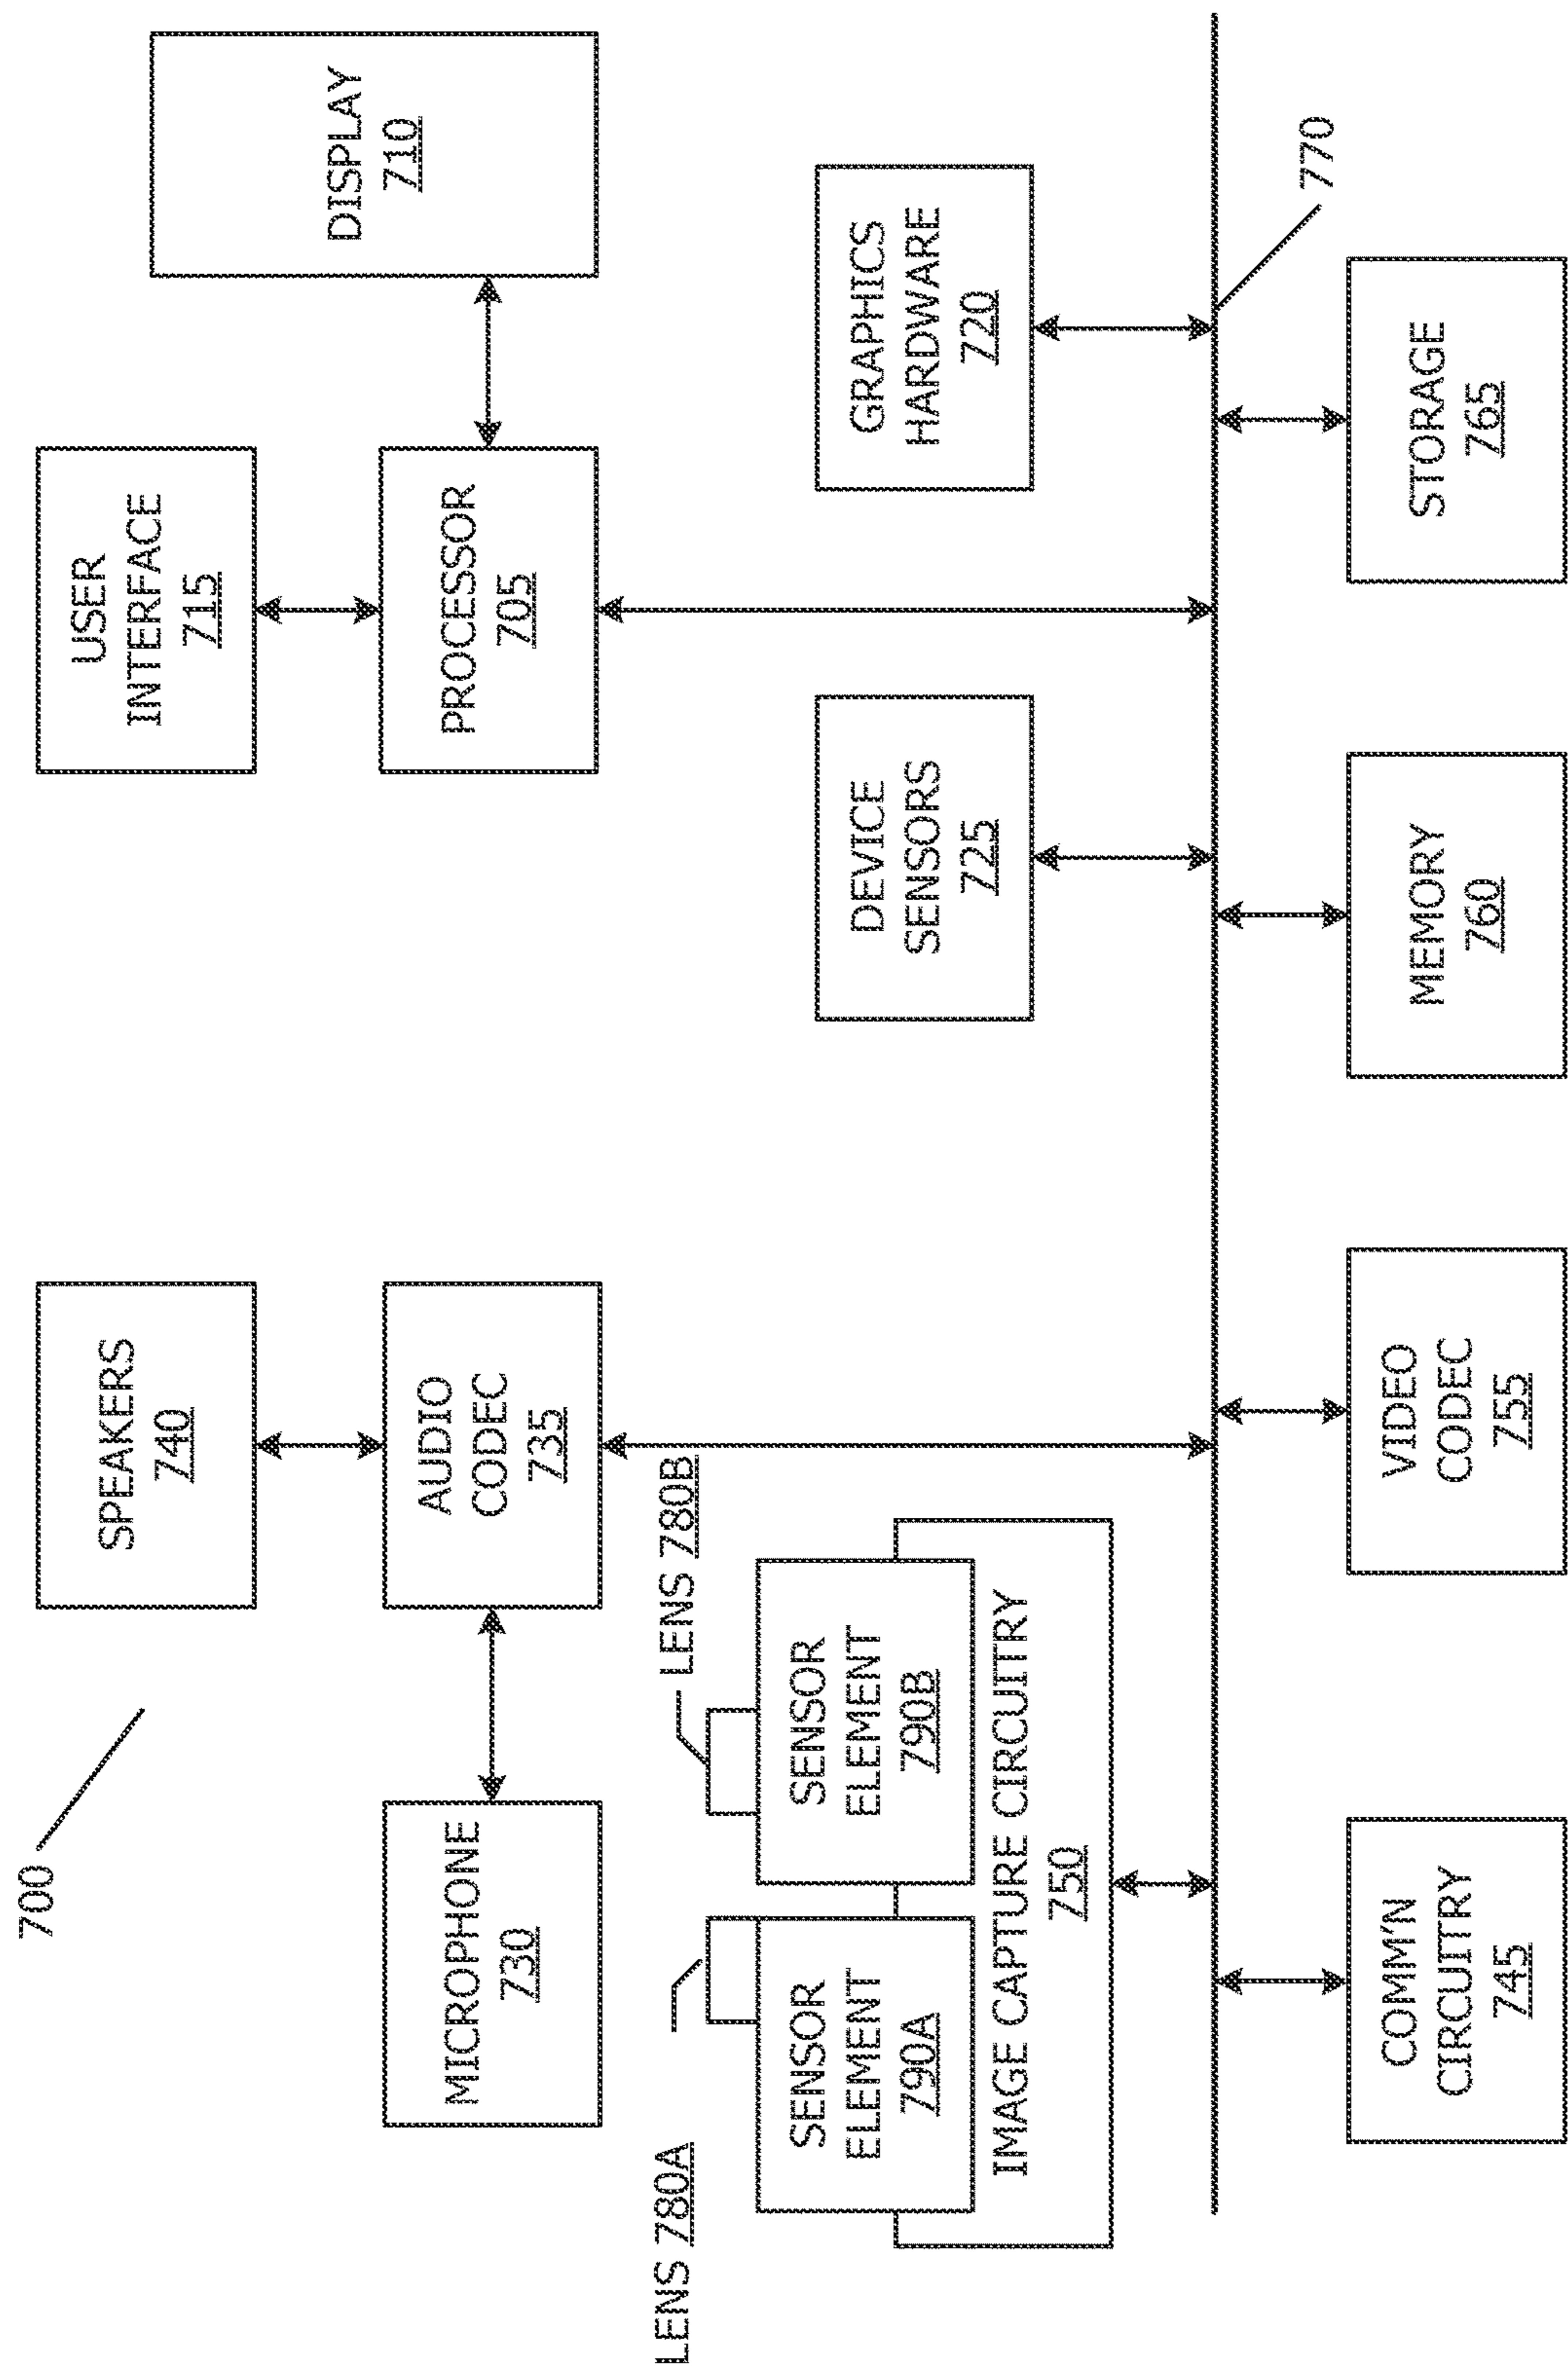 700
SPEAKERS
740
USER
INTERFACE
715
DISPLAY
710
MICROPHONE
730
AUDIO
CODEC
735
PROCESSOR
705
LENS 780A
LENS 780B
SENSOR
ELEMENT
790A
SENSOR
ELEMENT
790B
IMAGE CAPTURE CIRCUITRY
750
DEVICE
SENSORS
725
GRAPHICS
HARDWARE
720
770
COMM'N
CIRCUITRY
745
VIDEO
CODEC
755
MEMORY
760
STORAGE
765